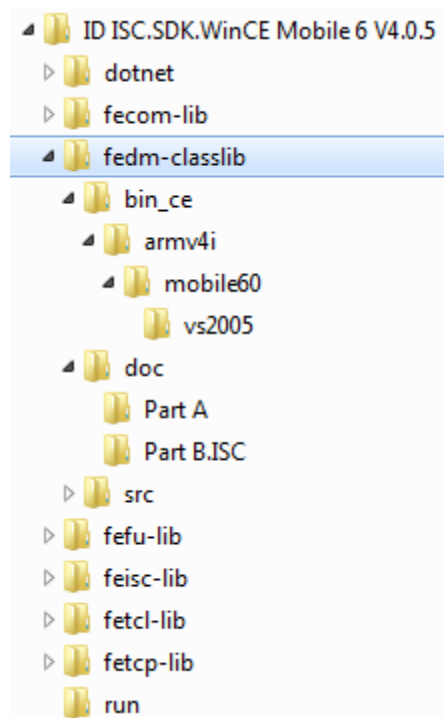 ID ISC.SDK.WinCE Mobile 6 V4.0.5
dotnet
fecom-lib
fedm-classlib
bin_ce
armv4i
mobile60
vs2005
doc
Part A
Part B.ISC
src
fefu-lib
feisc-lib
fetcl-lib
fetcp-lib
run